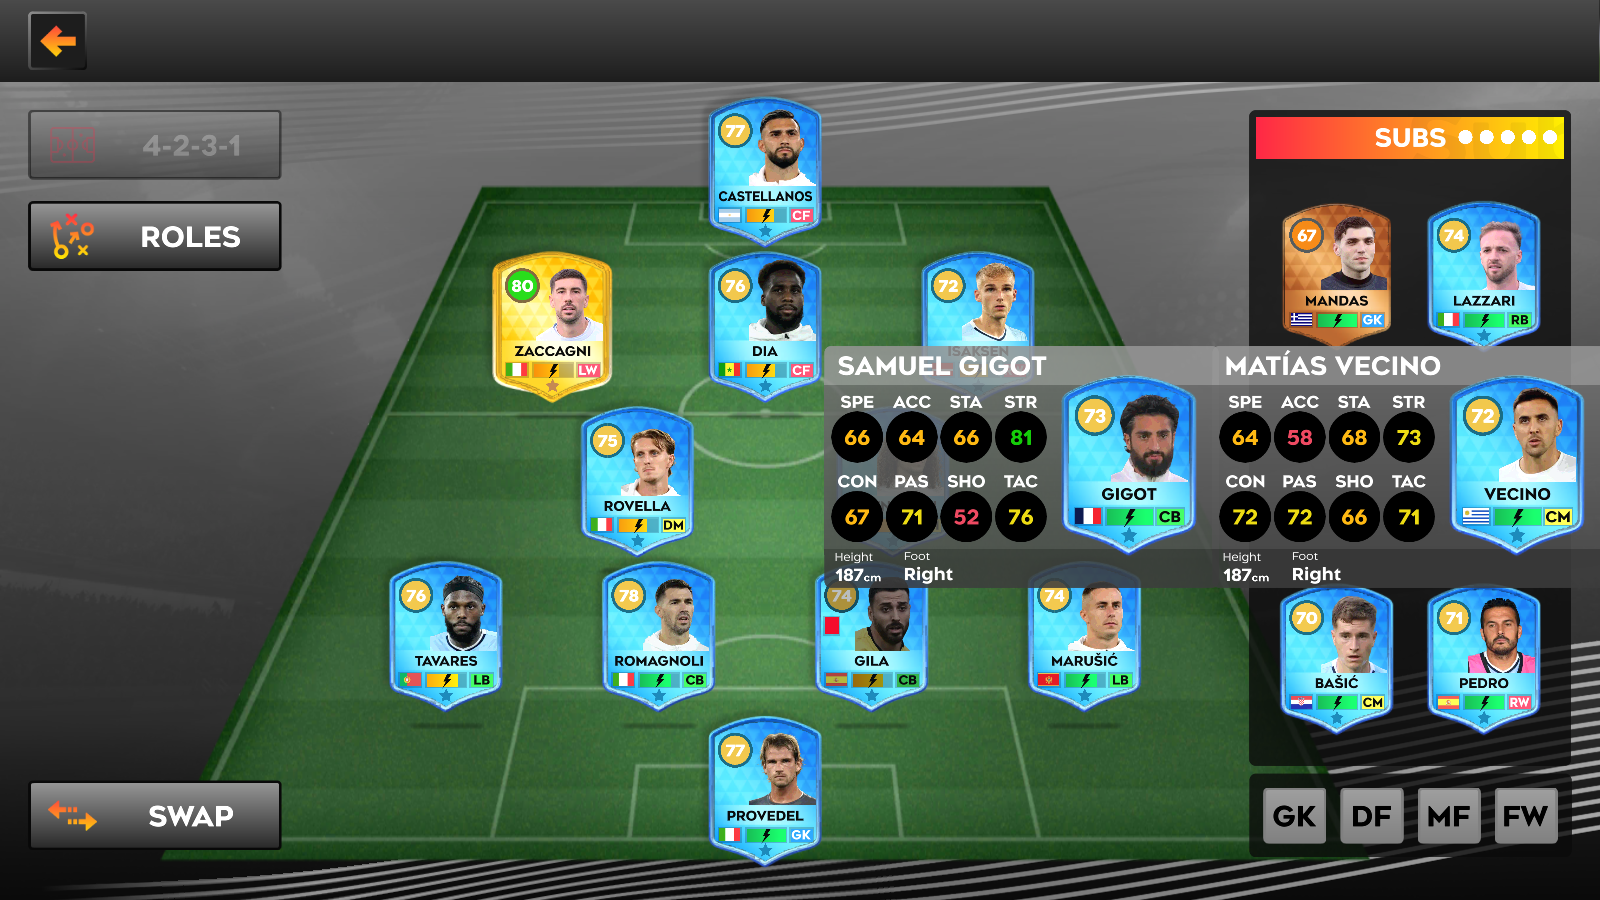 4-2-3-1
ROLES
SWAP
77
CASTELLANOS
CF
80
ZACCAGNI
LW
76
DIA
CF
72
ISAKSEN
75
ROVELLA
DM
76
TAVARES
LB
78
ROMAGNOLI
CB
74
GILA
CB
74
MARUŠIĆ
LB
77
PROVEDEL
GK
SUBS
67
MANDAS
GK
74
LAZZARI
RB
SAMUEL GIGOT
SPE ACC STA STR
66 64 66 81
CON PAS SHO TAC
67 71 52 76
Height Foot
187cm Right
73
GIGOT
CB
MATÍAS VECINO
SPE ACC STA STR
64 58 68 73
CON PAS SHO TAC
72 72 66 71
Height Foot
187cm Right
72
VECINO
CM
70
BAŠIĆ
CM
71
PEDRO
RW
GK DF MF FW